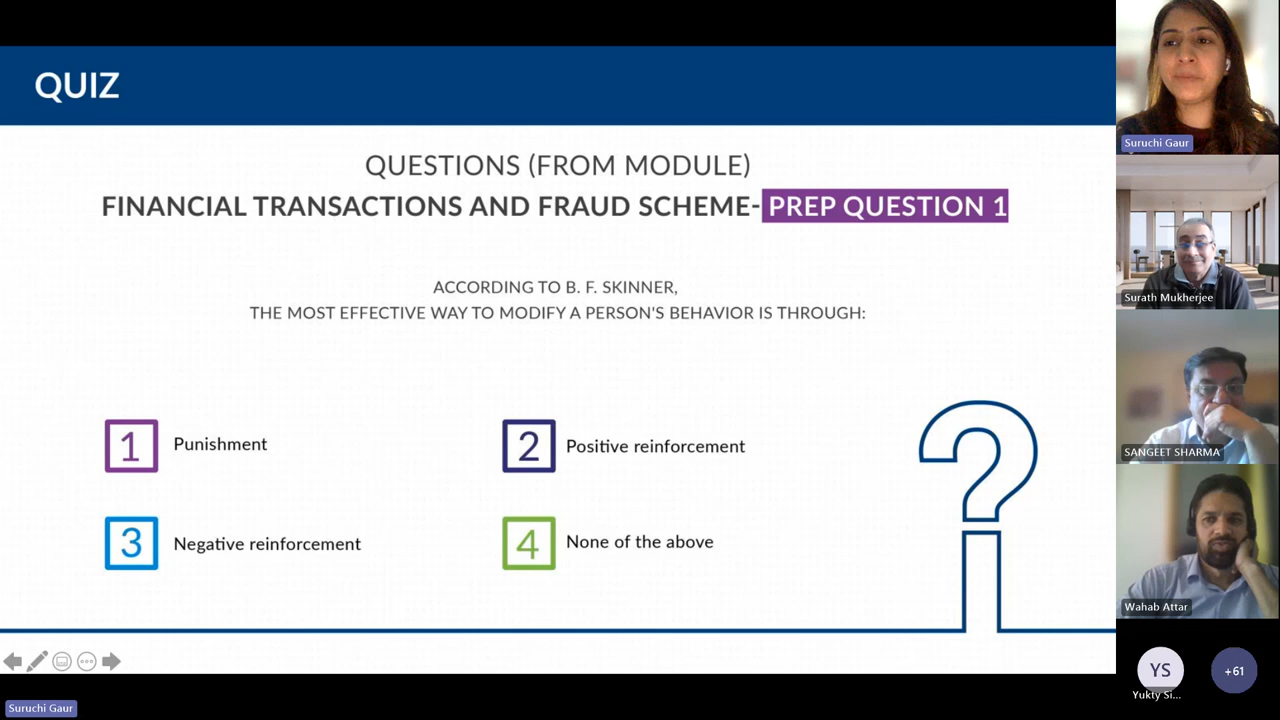 QUIZ
QUESTIONS (FROM MODULE)
FINANCIAL TRANSACTIONS AND FRAUD SCHEME- PREP QUESTION 1
ACCORDING TO B. F. SKINNER,
THE MOST EFFECTIVE WAY TO MODIFY A PERSON'S BEHAVIOR IS THROUGH:
1 Punishment
2 Positive reinforcement
3 Negative reinforcement
4 None of the above
Suruchi Gaur
Surath Mukherjee
SANGEET SHARMA
Wahab Attar
YS
+61
Yukty Si...
Suruchi Gaur